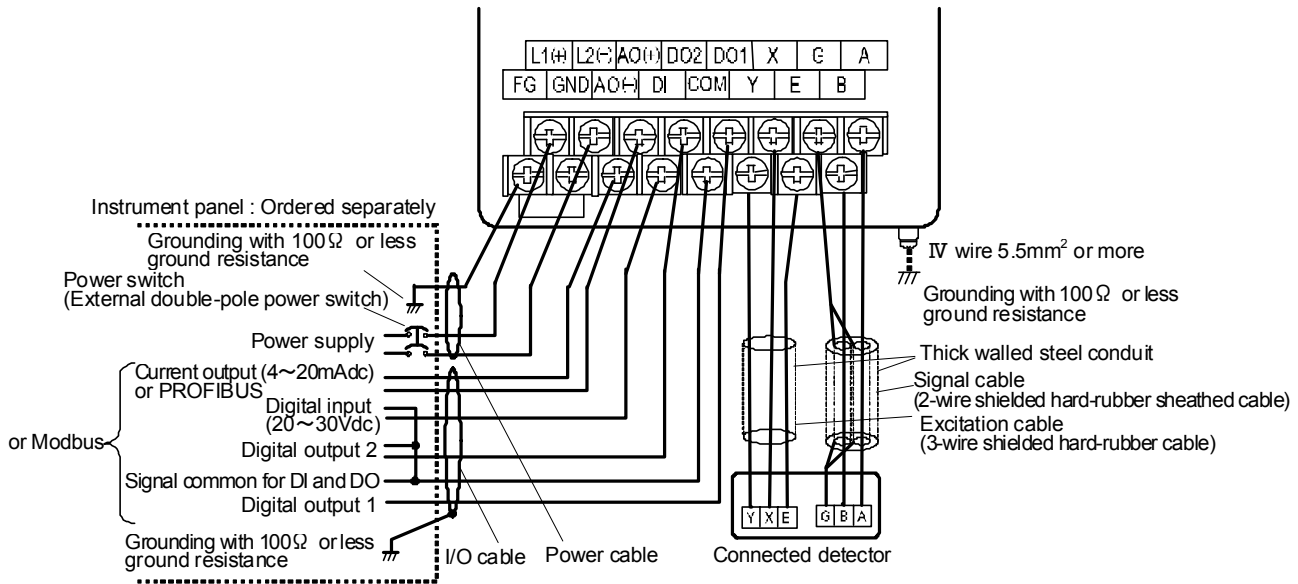 L1(+) L2(-) AO(+) DO2 DO1 X G A
FG GND AO(-) DI COM Y E B
Instrument panel : Ordered separately
Grounding with 100Ω or less
ground resistance
Power switch
(External double-pole power switch)
Power supply
Current output (4～20mAdc)
or PROFIBUS
Digital input
(20～30Vdc)
or Modbus
Digital output 2
Signal common for DI and DO
Digital output 1
Grounding with 100Ω or less
ground resistance
I/O cable
Power cable
IV wire 5.5mm² or more
Grounding with 100Ω or less
ground resistance
Thick walled steel conduit
Signal cable
(2-wire shielded hard-rubber sheathed cable)
Excitation cable
(3-wire shielded hard-rubber cable)
Y X E G B A
Connected detector